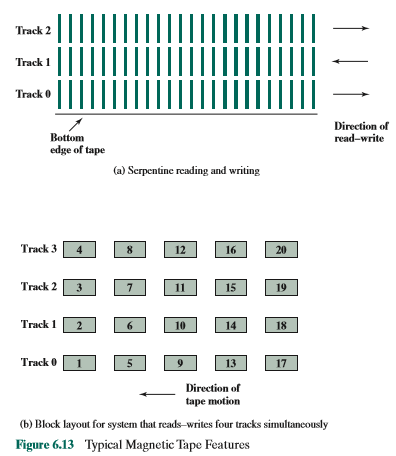 Track 2
Track 1
Track 0
Bottom
edge of tape
Direction of
read–write
(a) Serpentine reading and writing
Track 3 4 8 12 16 20
Track 2 3 7 11 15 19
Track 1 2 6 10 14 18
Track 0 1 5 9 13 17
Direction of
tape motion
(b) Block layout for system that reads–writes four tracks simultaneously
Figure 6.13 Typical Magnetic Tape Features